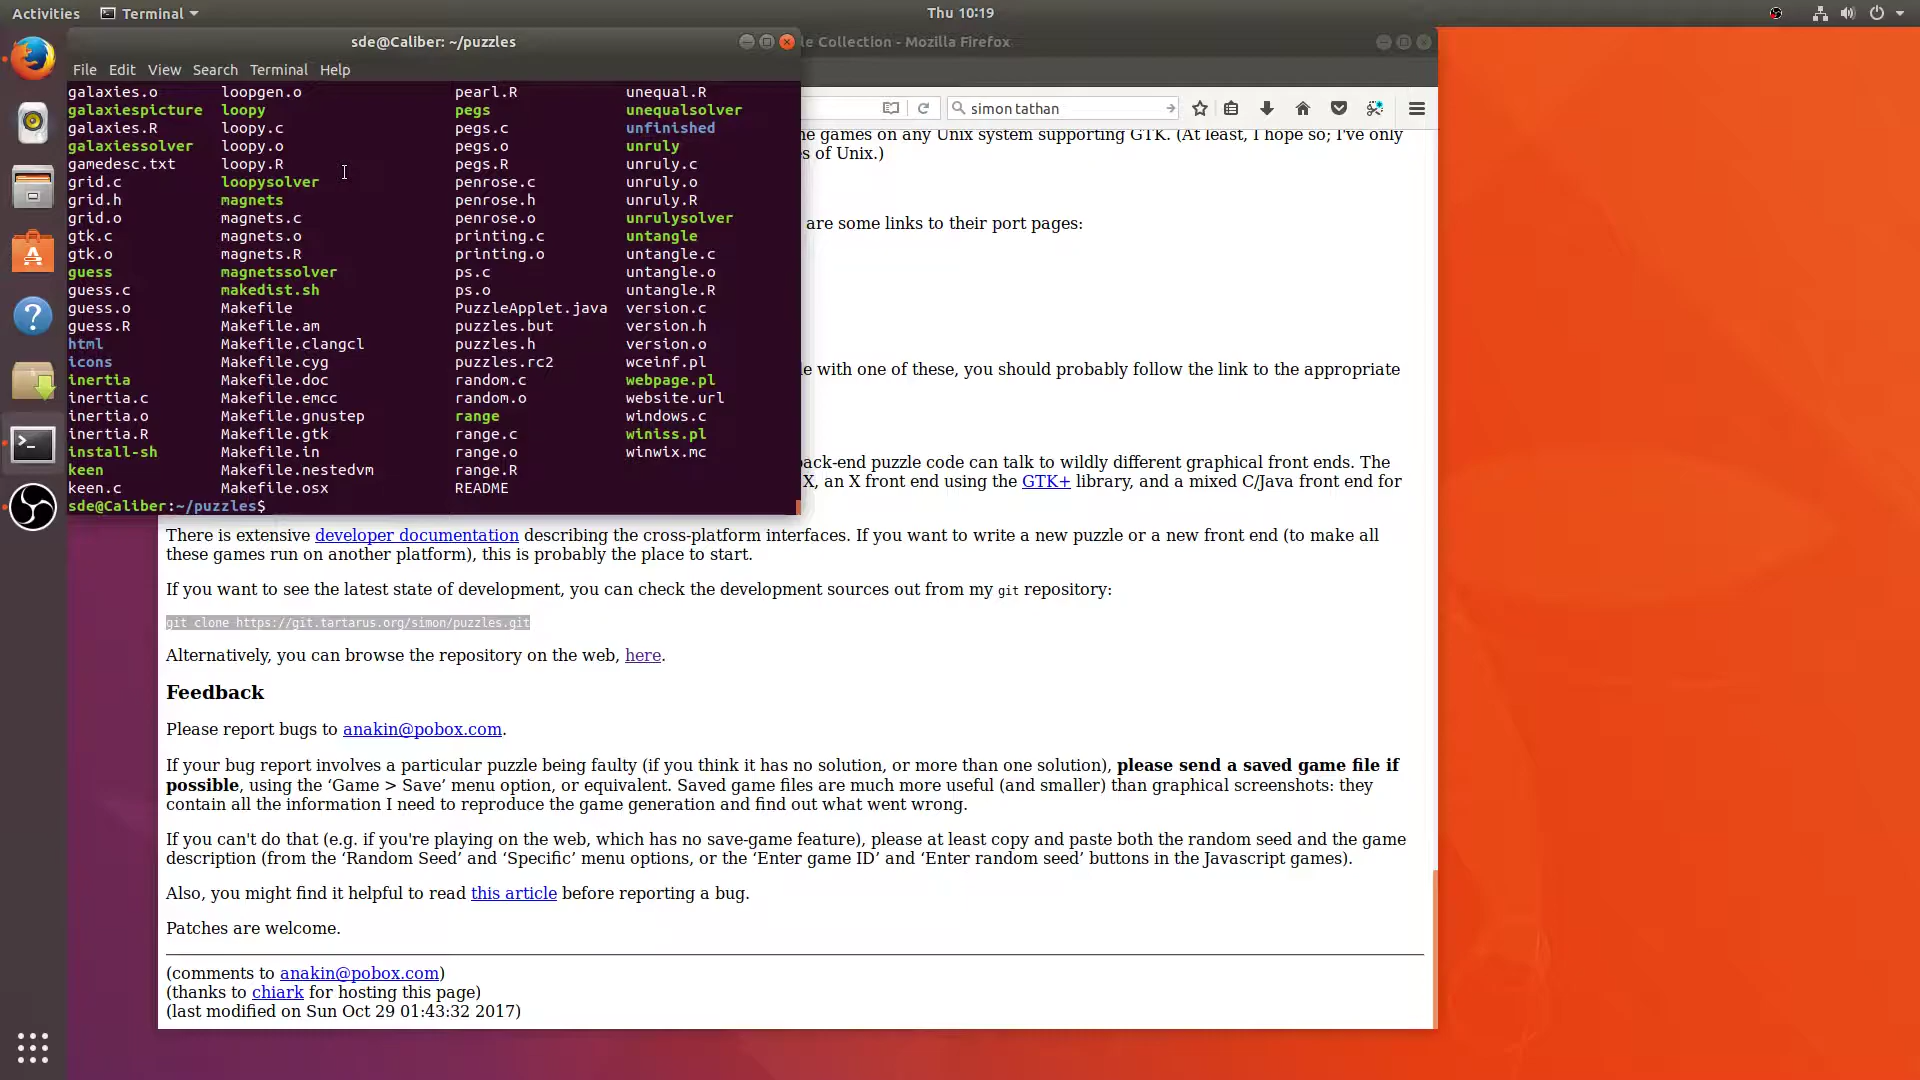 Activities Terminal Thu 10:19
sde@Caliber: ~/puzzles
le Collection - Mozilla Firefox
File Edit View Search Terminal Help
simon tathan
galaxies.o loopgen.o pearl.R unequal.R
galaxiespicture loopy pegs unequalsolver
galaxies.R loopy.c pegs.c unfinished
galaxiessolver loopy.o pegs.o unruly
gamedesc.txt loopy.R pegs.R unruly.c
grid.c loopysolver penrose.c unruly.o
grid.h magnets penrose.h unruly.R
grid.o magnets.c penrose.o unrulysolver
gtk.c magnets.o printing.c untangle
gtk.o magnets.R printing.o untangle.c
guess magnetssolver ps.c untangle.o
guess.c makedist.sh ps.o untangle.R
guess.o Makefile PuzzleApplet.java version.c
guess.R Makefile.am puzzles.but version.h
html Makefile.clangcl puzzles.h version.o
icons Makefile.cyg puzzles.rc2 wceinf.pl
inertia Makefile.doc random.c webpage.pl
inertia.c Makefile.emcc random.o website.url
inertia.o Makefile.gnustep range windows.c
inertia.R Makefile.gtk range.c winiss.pl
install-sh Makefile.in range.o winwix.mc
keen Makefile.nestedvm range.R
keen.c Makefile.osx README
sde@Caliber:~/puzzles$
he games on any Unix system supporting GTK. (At least, I hope so; I've only
es of Unix.)
are some links to their port pages:
le with one of these, you should probably follow the link to the appropriate
back-end puzzle code can talk to wildly different graphical front ends. The
X, an X front end using the GTK+ library, and a mixed C/Java front end for
There is extensive developer documentation describing the cross-platform interfaces. If you want to write a new puzzle or a new front end (to make all
these games run on another platform), this is probably the place to start.
If you want to see the latest state of development, you can check the development sources out from my git repository:
git clone https://git.tartarus.org/simon/puzzles.git
Alternatively, you can browse the repository on the web, here.
Feedback
Please report bugs to anakin@pobox.com.
If your bug report involves a particular puzzle being faulty (if you think it has no solution, or more than one solution), please send a saved game file if
possible, using the ‘Game > Save’ menu option, or equivalent. Saved game files are much more useful (and smaller) than graphical screenshots: they
contain all the information I need to reproduce the game generation and find out what went wrong.
If you can't do that (e.g. if you're playing on the web, which has no save-game feature), please at least copy and paste both the random seed and the game
description (from the ‘Random Seed’ and ‘Specific’ menu options, or the ‘Enter game ID’ and ‘Enter random seed’ buttons in the Javascript games).
Also, you might find it helpful to read this article before reporting a bug.
Patches are welcome.
(comments to anakin@pobox.com)
(thanks to chiark for hosting this page)
(last modified on Sun Oct 29 01:43:32 2017)